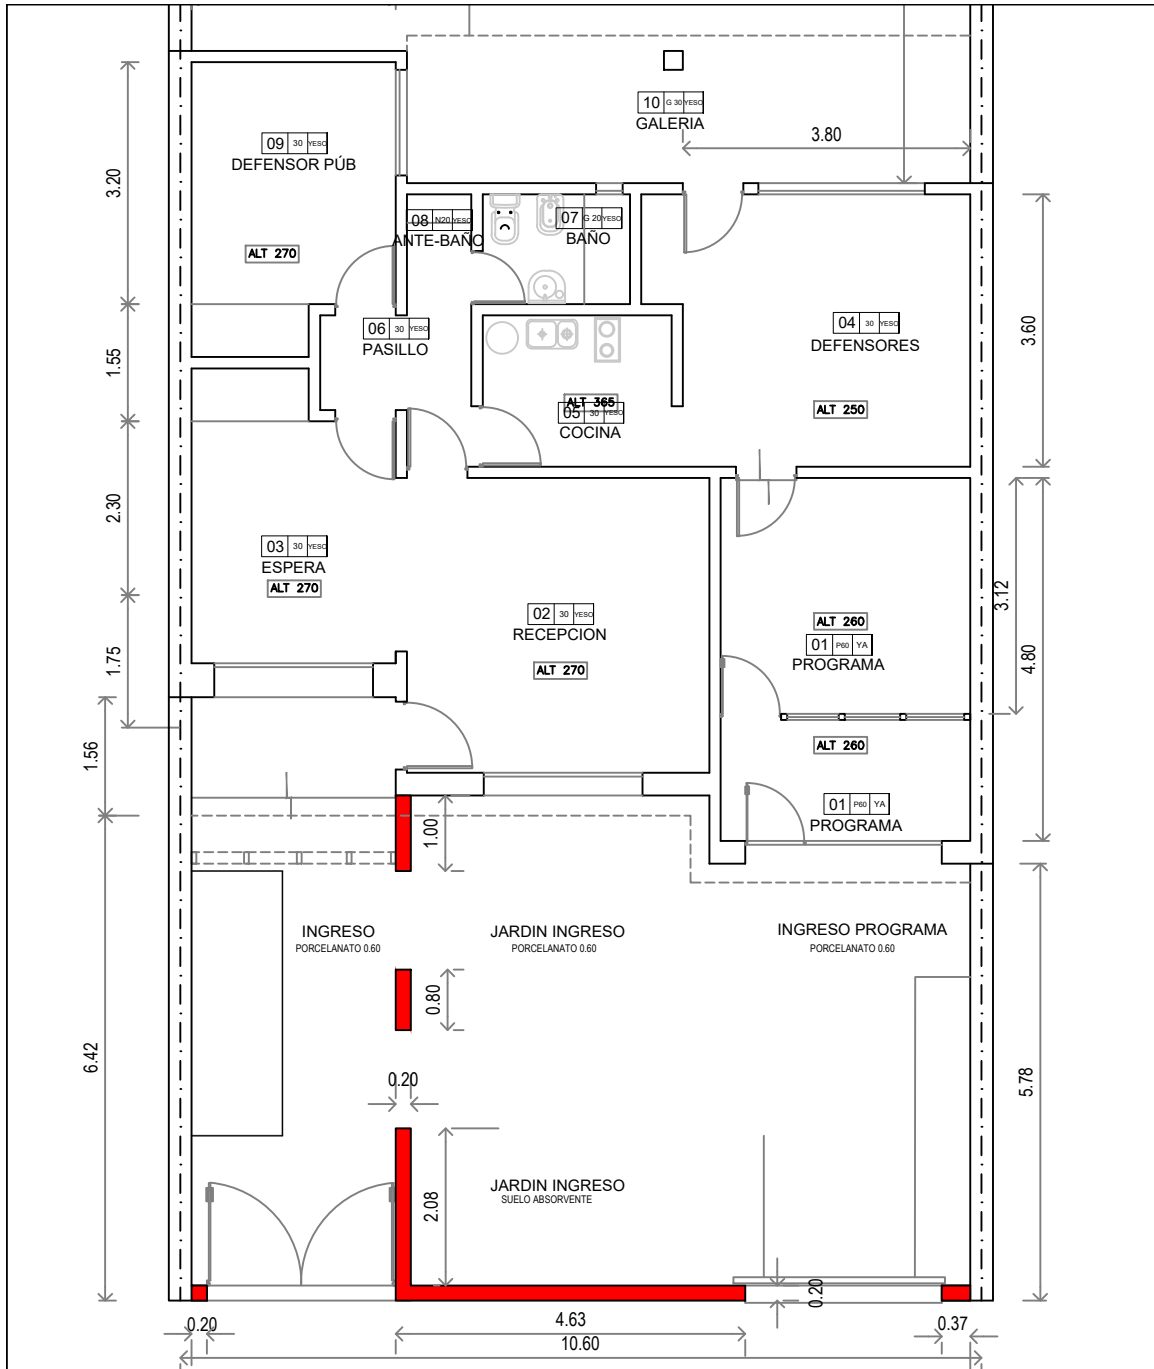 10 G 30 YESO
GALERIA
3.80
09 30 YESO
DEFENSOR PÚB
3.20
08 N20 YESO
ANTE-BAÑO
07 G 20 YESO
BAÑO
ALT 270
06 30 YESO
PASILLO
04 30 YESO
DEFENSORES
3.60
1.55
ALT 365
05 30 YESO
COCINA
ALT 250
2.30
03 30 YESO
ESPERA
ALT 270
3.12
02 30 YESO
RECEPCION
ALT 260
01 P60 YA
PROGRAMA
1.75
4.80
ALT 270
1.56
ALT 260
01 P60 YA
PROGRAMA
1.00
INGRESO
PORCELANATO 0.60
JARDIN INGRESO
PORCELANATO 0.60
INGRESO PROGRAMA
PORCELANATO 0.60
0.80
6.42
0.20
5.78
JARDIN INGRESO
SUELO ABSORVENTE
2.08
0.20
0.20
4.63
0.37
10.60